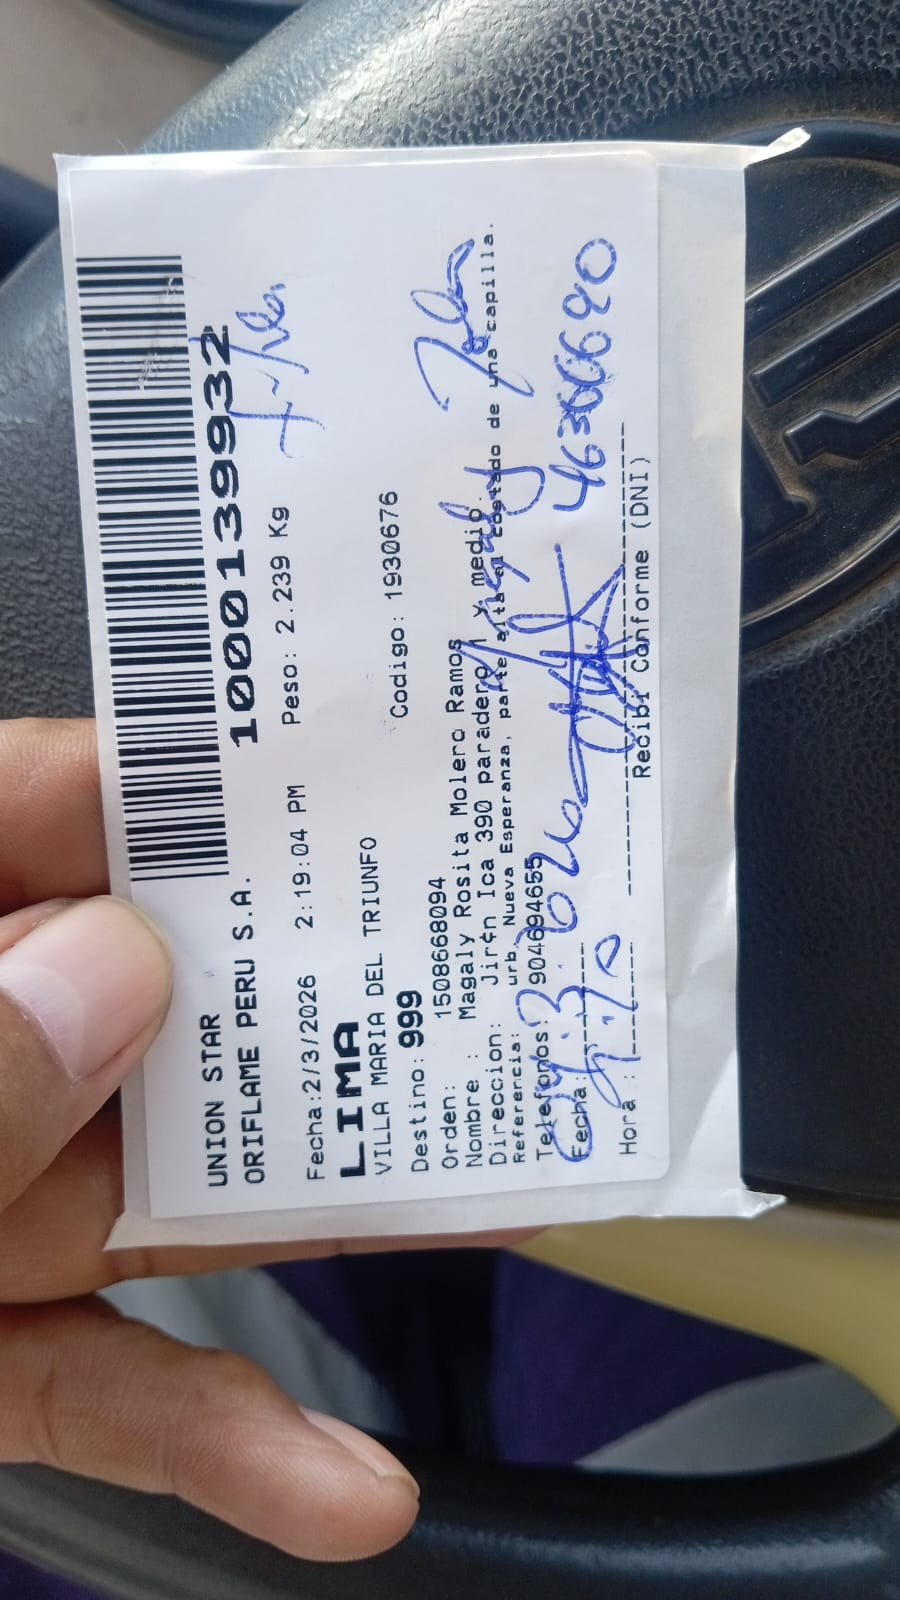 UNION STAR
ORIFLAME PERU S.A. 1000139932
Fecha:2/3/2026 2:19:04 PM Peso: 2.239 Kg
LIMA
VILLA MARIA DEL TRIUNFO
Destino: 999 Codigo: 1930676
Orden: 1508668094
Nombre : Magaly Rosita Molero Ramos
Direccion: Jir¢n Ica 390 paradero 1 y medio.
urb. Nueva Esperanza, parte alta al costado de una capilla.
Referencia:
Telefonos: 904694655
Magaly
Fecha:
46366690
Hora :
Recibi Conforme (DNI)